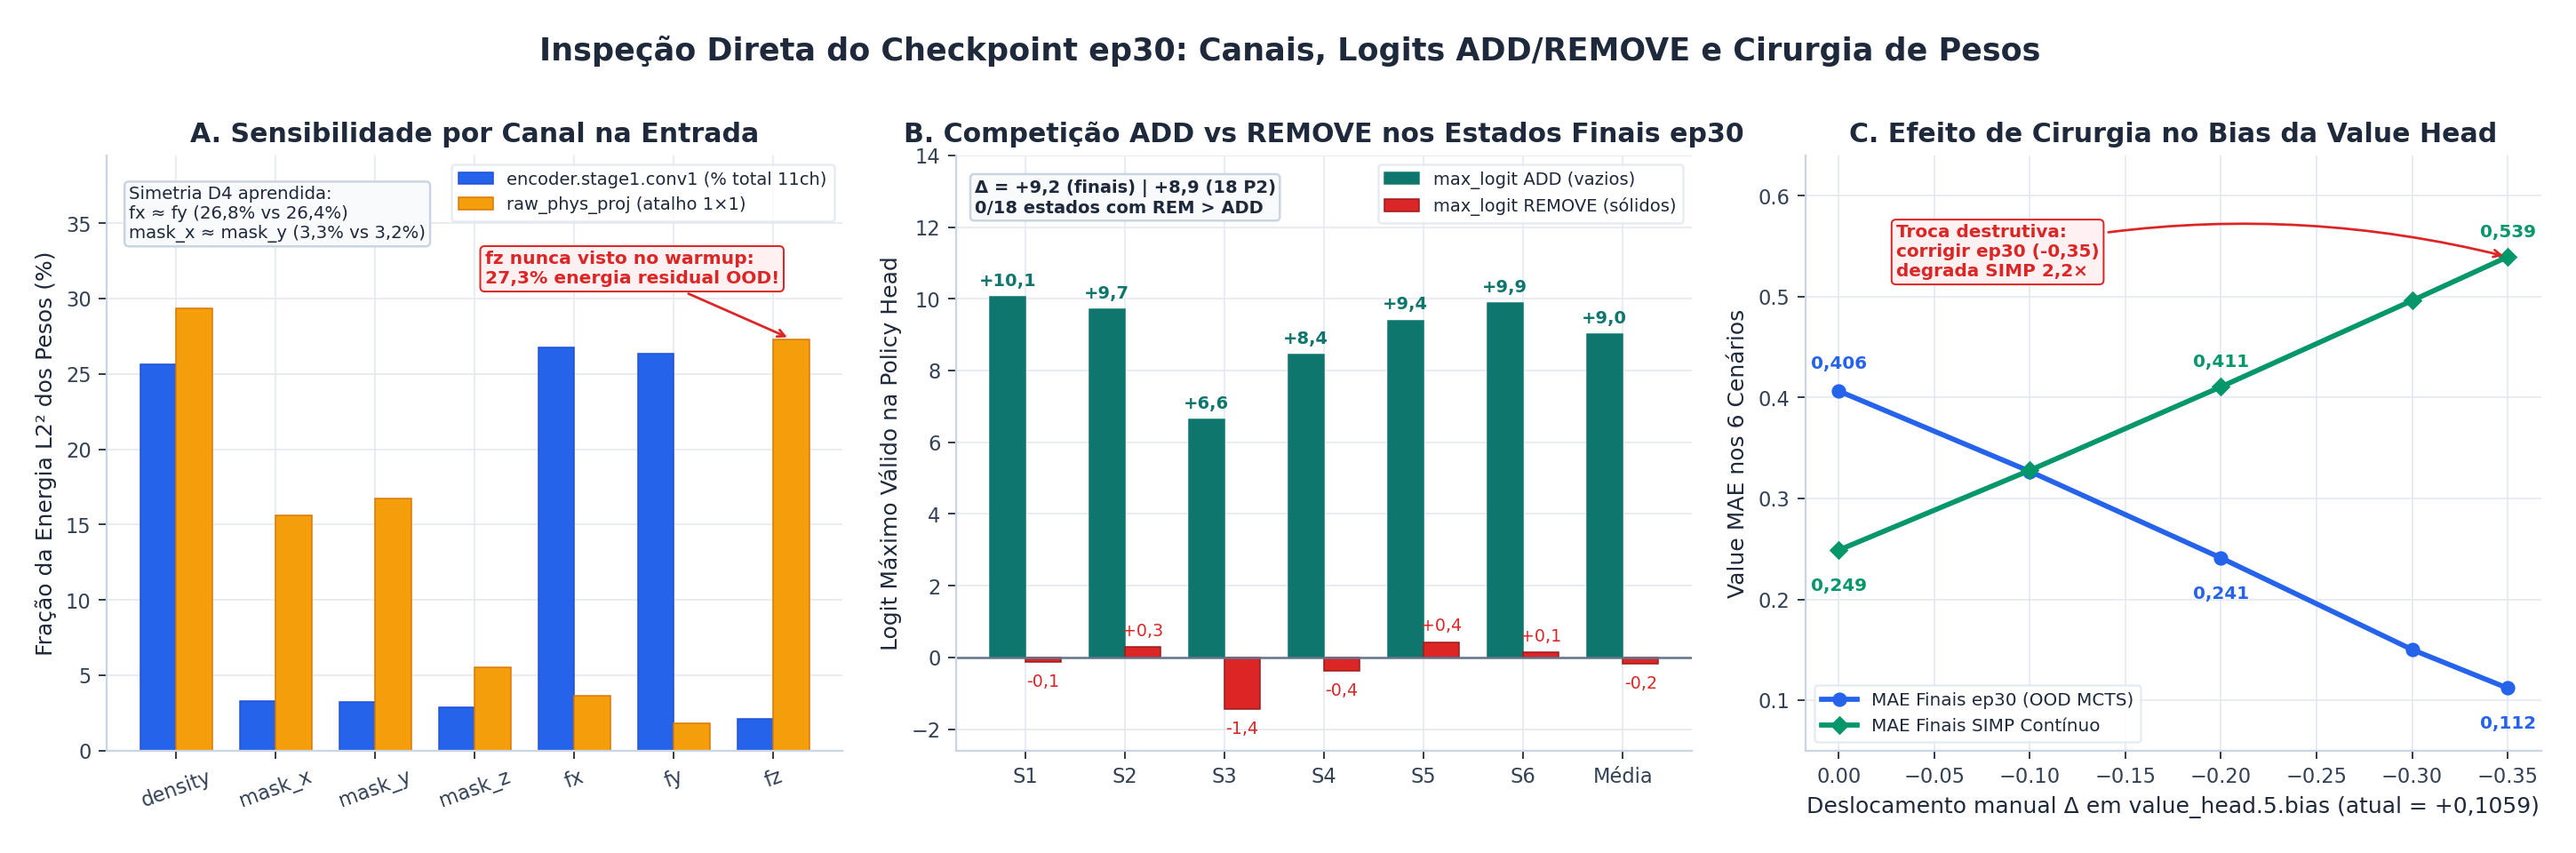 Inspeção Direta do Checkpoint ep30: Canais, Logits ADD/REMOVE e Cirurgia de Pesos
A. Sensibilidade por Canal na Entrada
Fração da Energia L2² dos Pesos (%)
35
30
25
20
15
10
5
0
Simetria D4 aprendida:
fx ≈ fy (26,8% vs 26,4%)
mask_x ≈ mask_y (3,3% vs 3,2%)
encoder.stage1.conv1 (% total 11ch)
raw_phys_proj (atalho 1×1)
fz nunca visto no warmup:
27,3% energia residual OOD!
density
mask_x
mask_y
mask_z
fx
fy
fz
B. Competição ADD vs REMOVE nos Estados Finais ep30
Logit Máximo Válido na Policy Head
14
12
10
8
6
4
2
0
−2
Δ = +9,2 (finais) | +8,9 (18 P2)
0/18 estados com REM > ADD
max_logit ADD (vazios)
max_logit REMOVE (sólidos)
+10,1
+9,7
+6,6
+8,4
+9,4
+9,9
+9,0
-0,1
+0,3
-1,4
-0,4
+0,4
+0,1
-0,2
S1
S2
S3
S4
S5
S6
Média
C. Efeito de Cirurgia no Bias da Value Head
Value MAE nos 6 Cenários
0.6
0.5
0.4
0.3
0.2
0.1
Troca destrutiva:
corrigir ep30 (-0,35)
degrada SIMP 2,2×
0,539
0,406
0,411
0,249
0,241
0,112
MAE Finais ep30 (OOD MCTS)
MAE Finais SIMP Contínuo
0.00
−0.05
−0.10
−0.15
−0.20
−0.25
−0.30
−0.35
Deslocamento manual Δ em value_head.5.bias (atual = +0,1059)